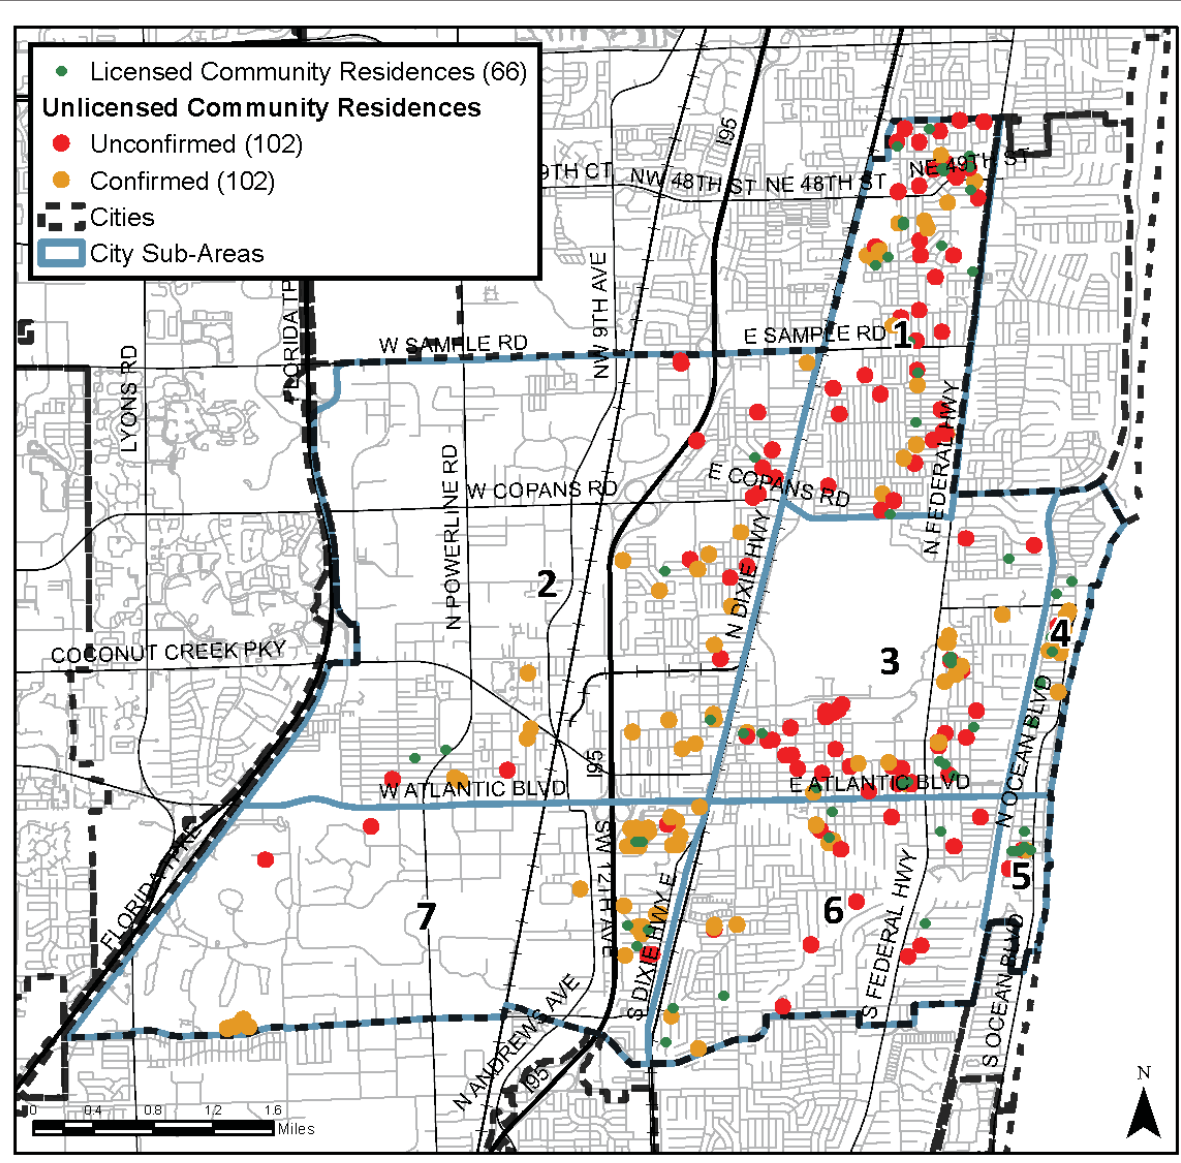 Licensed Community Residences (66)
Unlicensed Community Residences
Unconfirmed (102)
Confirmed (102)
Cities
City Sub-Areas
I95
9TH CT
NW 48TH ST
NE 48TH ST
NE 49TH ST
NW 9TH AVE
FLORIDA TP
LYONS RD
W SAMPLE RD
E SAMPLE RD
1
N FEDERAL HWY
N POWERLINE RD
W COPANS RD
E COPANS RD
N DIXIE HWY
2
COCONUT CREEK PKY
3
4
N OCEAN BLVD
I95
W ATLANTIC BLVD
E ATLANTIC BLVD
FLORIDA TPKE
SW 12TH AVE
S DIXIE HWY E
5
6
7
S FEDERAL HWY
S OCEAN BLVD
S OCEAN BLVD
N ANDREWS AVE
I95
N
0 0.4 0.8 1.2 1.6
Miles